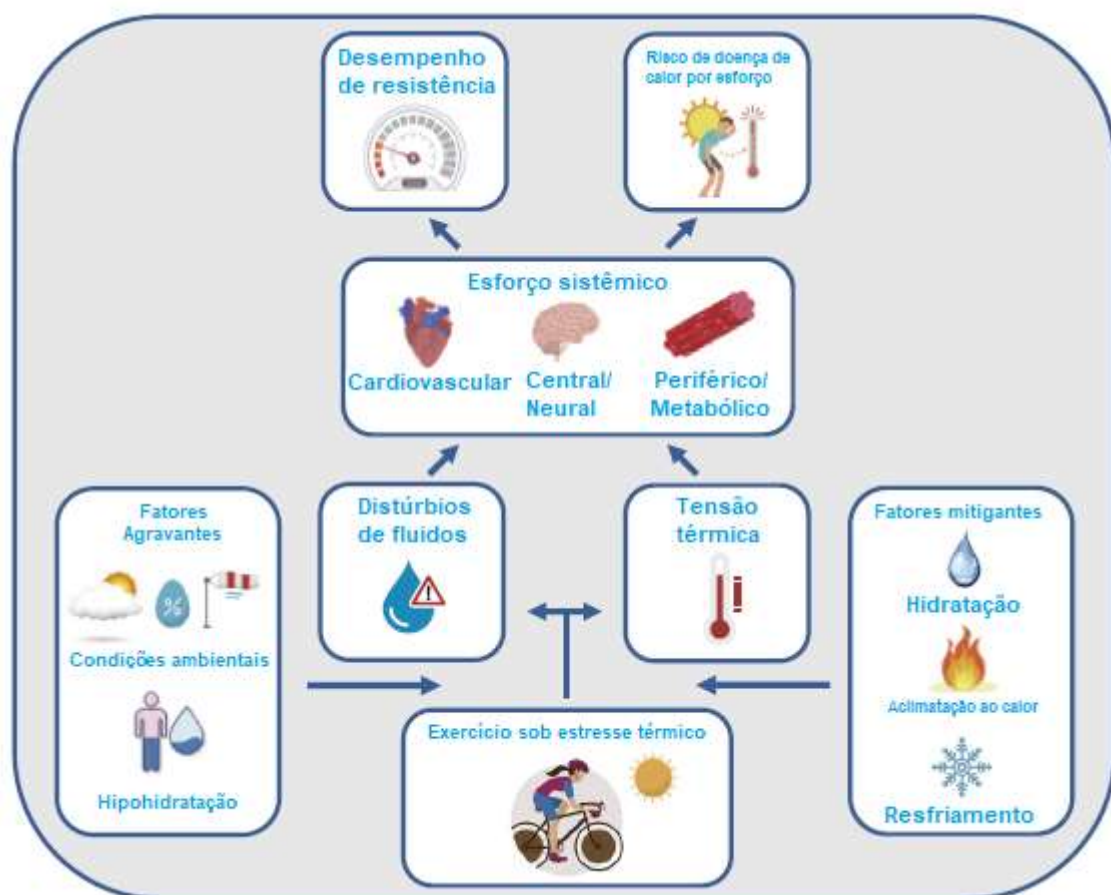 Desempenho
de resistência
Risco de doença de
calor por esforço
Esforço sistêmico
Cardiovascular
Central/
Neural
Periférico/
Metabólico
Fatores
Agravantes
%
Condições ambientais
Hipohidratação
Distúrbios
de fluidos
!
Tensão
térmica
Fatores mitigantes
Hidratação
Aclimatação ao calor
Resfriamento
Exercício sob estresse térmico